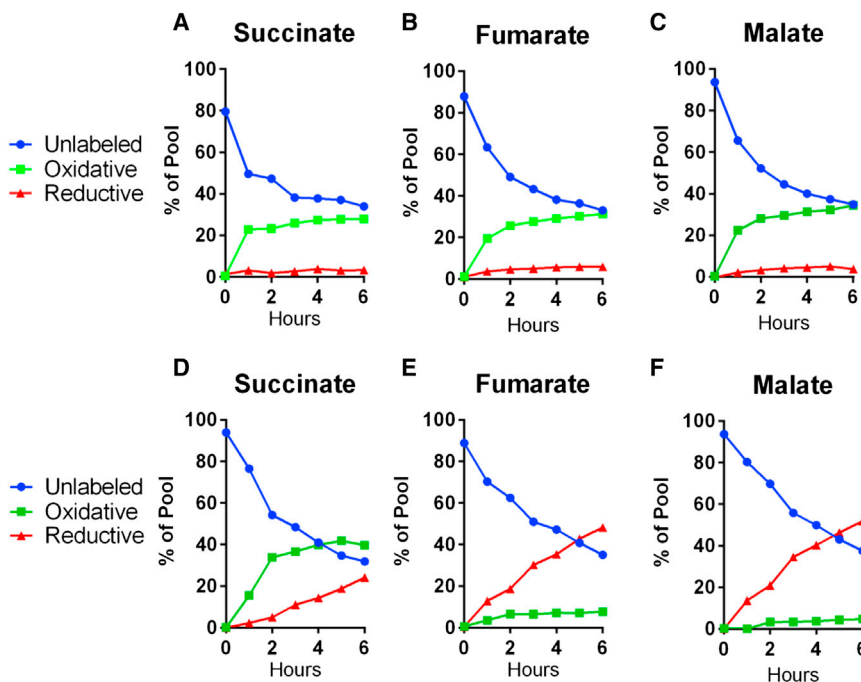 A Succinate
B Fumarate
C Malate
Unlabeled
Oxidative
Reductive
% of Pool
100
80
60
40
20
0
0 2 4 6
Hours
% of Pool
100
80
60
40
20
0
0 2 4 6
Hours
% of Pool
100
80
60
40
20
0
0 2 4 6
Hours
D Succinate
E Fumarate
F Malate
Unlabeled
Oxidative
Reductive
% of Pool
100
80
60
40
20
0
0 2 4 6
Hours
% of Pool
100
80
60
40
20
0
0 2 4 6
Hours
% of Pool
100
80
60
40
20
0
0 2 4 6
Hours